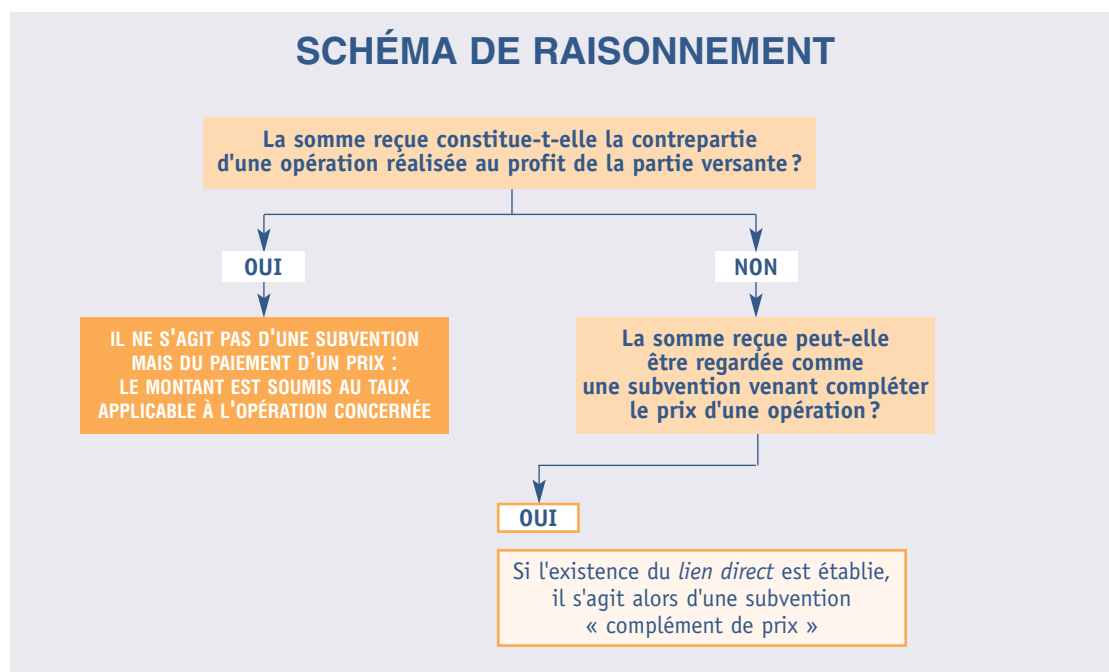 SCHÉMA DE RAISONNEMENT
La somme reçue constitue-t-elle la contrepartie
d'une opération réalisée au profit de la partie versante ?
OUI
NON
IL NE S'AGIT PAS D'UNE SUBVENTION
MAIS DU PAIEMENT D'UN PRIX :
LE MONTANT EST SOUMIS AU TAUX
APPLICABLE À L'OPÉRATION CONCERNÉE
La somme reçue peut-elle
être regardée comme
une subvention venant compléter
le prix d'une opération ?
OUI
Si l'existence du lien direct est établie,
il s'agit alors d'une subvention
« complément de prix »